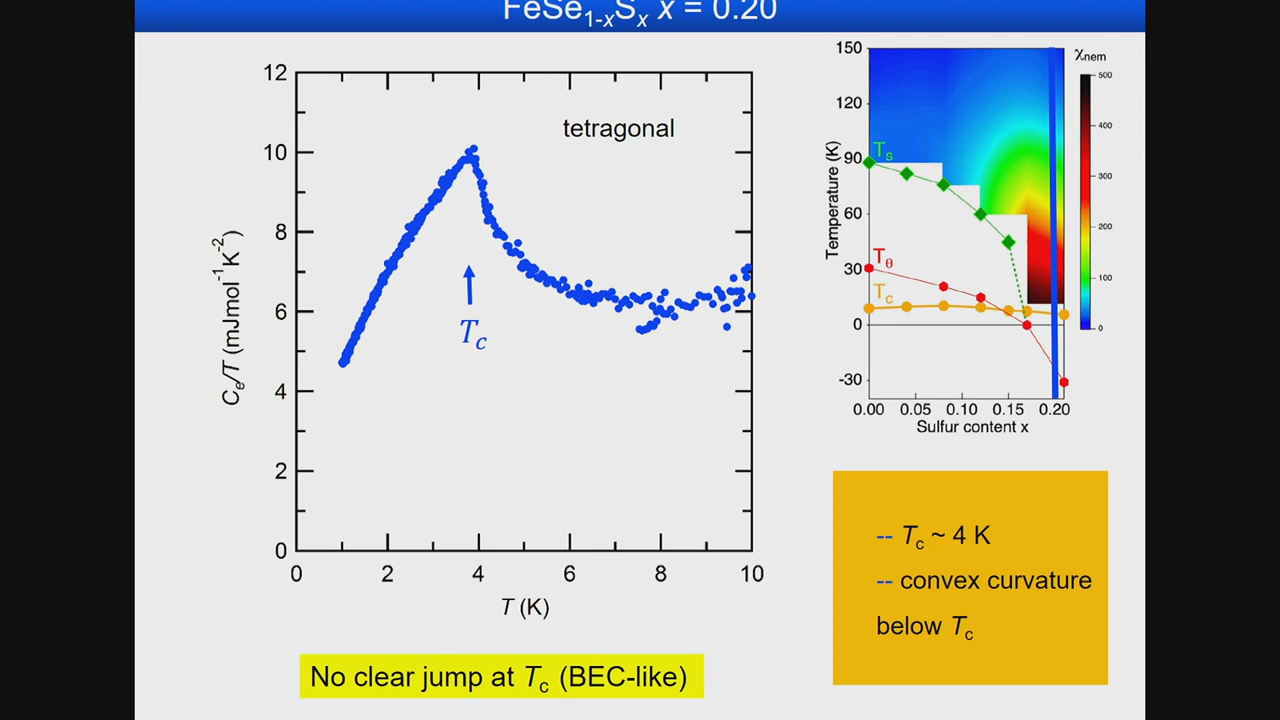 FeSe1-xSx x = 0.20
12
10
8
6
4
2
0
0 2 4 6 8 10
Ce/T (mJmol-1K-2)
T (K)
tetragonal
Tc
150
120
90
60
30
0
-30
0.00 0.05 0.10 0.15 0.20
Temperature (K)
Sulfur content x
Ts
Tθ
Tc
χnem
500
400
300
200
100
0
-- Tc ~ 4 K
-- convex curvature
below Tc
No clear jump at Tc (BEC-like)